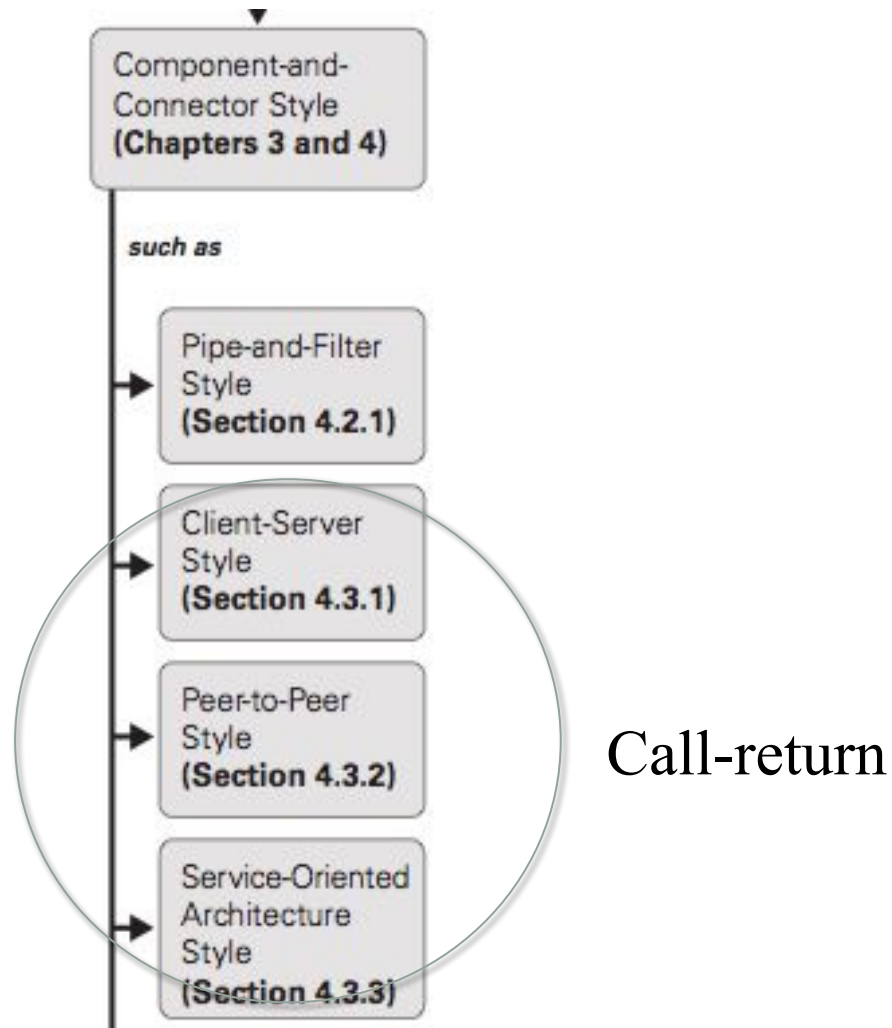 Component-and-
Connector Style
(Chapters 3 and 4)
such as
Pipe-and-Filter
Style
(Section 4.2.1)
Client-Server
Style
(Section 4.3.1)
Peer-to-Peer
Style
(Section 4.3.2)
Call-return
Service-Oriented
Architecture
Style
(Section 4.3.3)